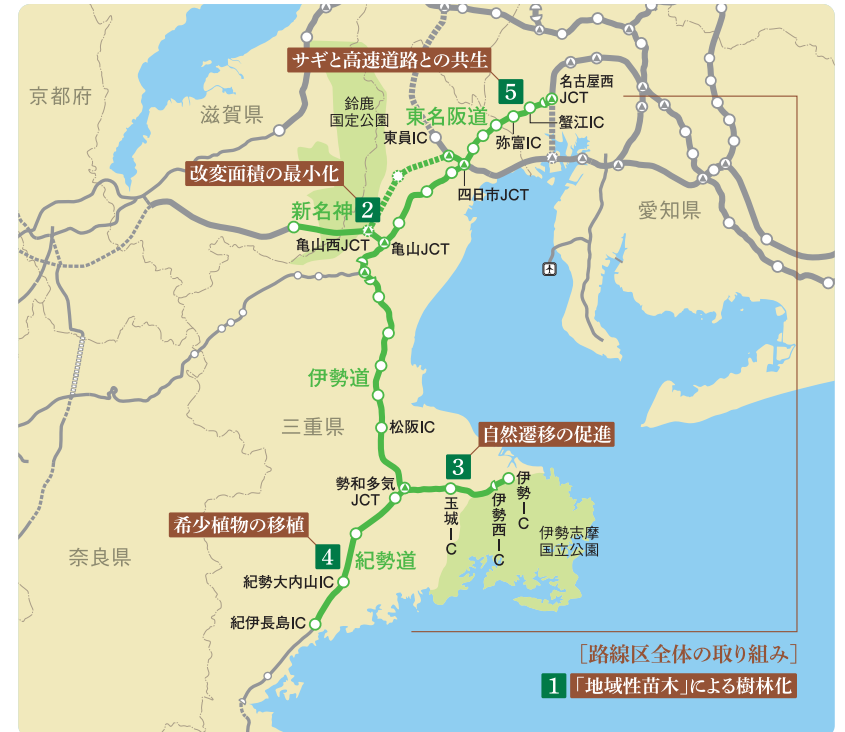 サギと高速道路との共生
5
名古屋西
JCT
京都府
滋賀県
鈴鹿
国定公園
東名阪道
蟹江IC
東員IC
弥富IC
改変面積の最小化
四日市JCT
新名神
2
愛知県
亀山西JCT
亀山JCT
伊勢道
三重県
松阪IC
自然遷移の促進
3
勢和多気
JCT
玉城IC
伊勢西IC
伊勢IC
伊勢志摩
国立公園
希少植物の移植
4
紀勢道
奈良県
紀勢大内山IC
紀伊長島IC
[路線区全体の取り組み]
1 「地域性苗木」による樹林化